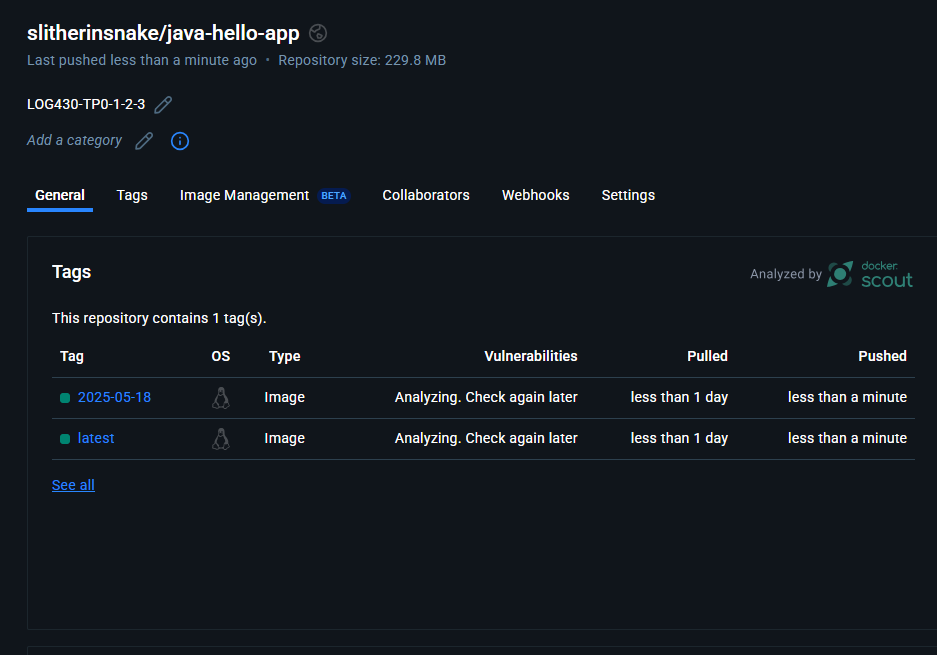 slitherinsnake/java-hello-app
Last pushed less than a minute ago • Repository size: 229.8 MB
LOG430-TP0-1-2-3
Add a category
General Tags Image Management BETA Collaborators Webhooks Settings
Tags
Analyzed by docker scout
This repository contains 1 tag(s).
Tag OS Type Vulnerabilities Pulled Pushed
2025-05-18 Image Analyzing. Check again later less than 1 day less than a minute
latest Image Analyzing. Check again later less than 1 day less than a minute
See all